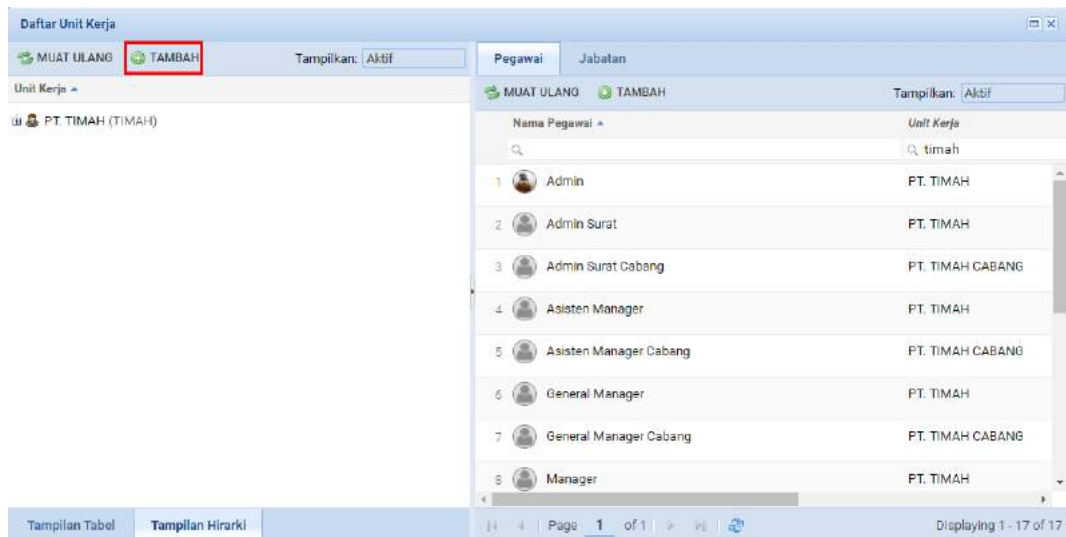 Daftar Unit Kerja
MUAT ULANG TAMBAH Tampilkan: Aktif
Unit Kerja
PT. TIMAH (TIMAH)
Tampilan Tabel Tampilan Hirarki
Pegawai Jabatan
MUAT ULANG TAMBAH Tampilkan: Aktif
Nama Pegawai Unit Kerja
timah
1 Admin PT. TIMAH
2 Admin Surat PT. TIMAH
3 Admin Surat Cabang PT. TIMAH CABANG
4 Asisten Manager PT. TIMAH
5 Asisten Manager Cabang PT. TIMAH CABANG
6 General Manager PT. TIMAH
7 General Manager Cabang PT. TIMAH CABANG
8 Manager PT. TIMAH
Page 1 of 1 Displaying 1 - 17 of 17